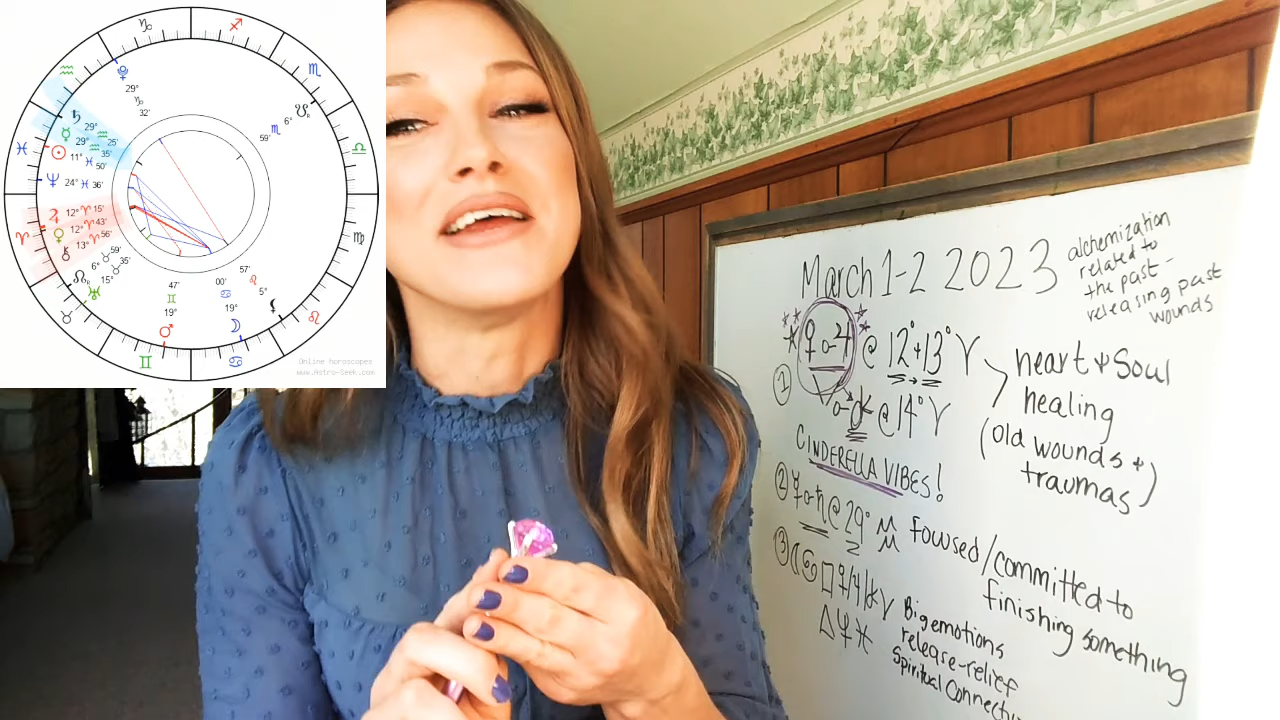 29°
♑
32'
6°
♏
59'
29° ♒ 25'
29° ♒ 35'
11° ♓ 50'
24° ♓ 36'
12° ♈ 15'
12° ♈ 43'
13° ♈ 56'
6° ♉ 59'
15° ♉ 35'
47'
♊
19°
00'
♋
19°
57'
♌
5°
Online-horoscopes
www.Astro-Seek.com
March 1-2 2023
alchemization
related to
the past -
releasing past
wounds
① ♀☌♃ @ 12°+13° ♈
♀☌⚷ @ 14° ♈
heart + Soul
healing
(Old wounds +
traumas)
CINDERELLA VIBES!
② ☿☌♄ @ 29° ♒ focused/committed to
finishing something
③ ☾♋ □ ♀/♃/⚷ ♈ Big emotions
△ ♆ ♓ release-relief
Spiritual